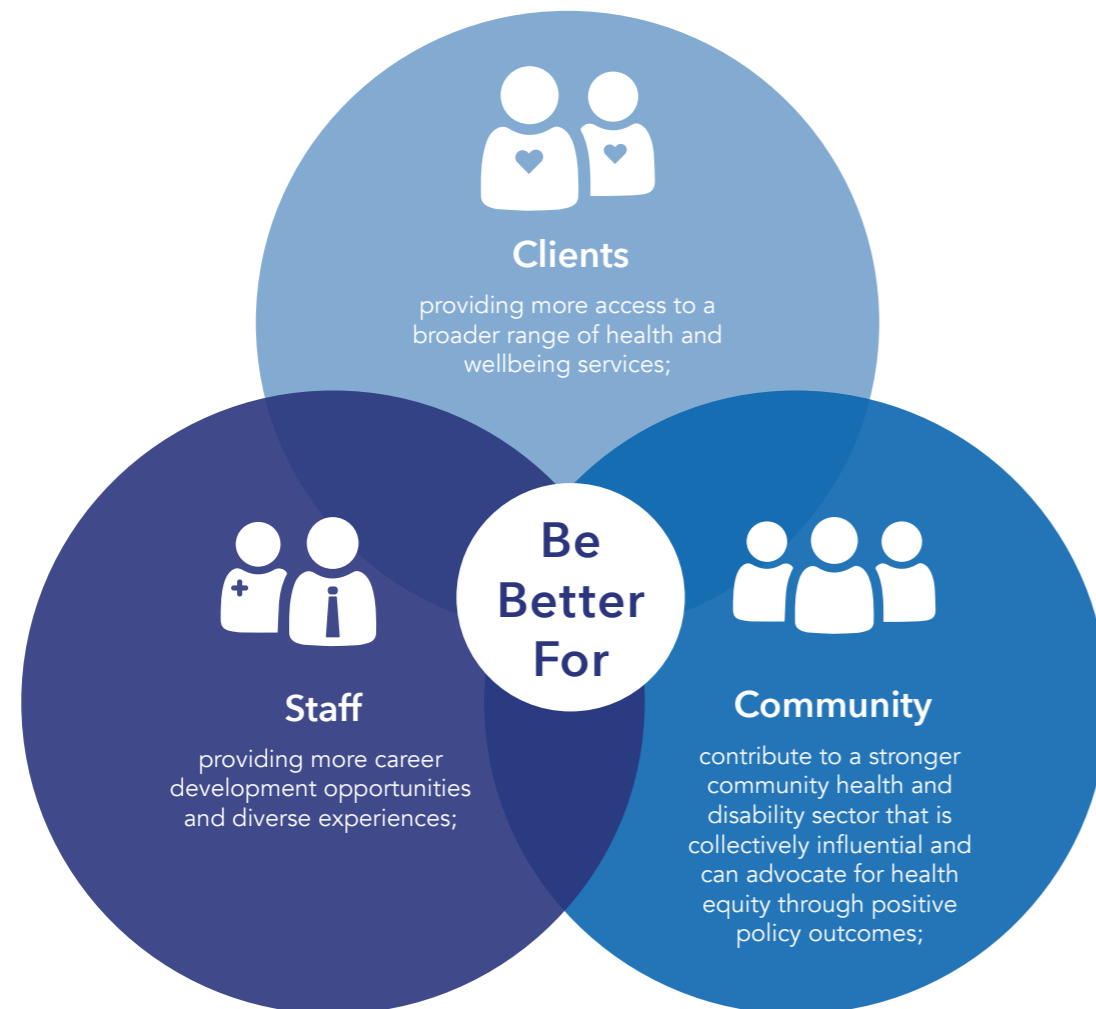 Clients
providing more access to a
broader range of health and
wellbeing services;
Be
Better
For
Staff
providing more career
development opportunities
and diverse experiences;
Community
contribute to a stronger
community health and
disability sector that is
collectively influential and
can advocate for health
equity through positive
policy outcomes;